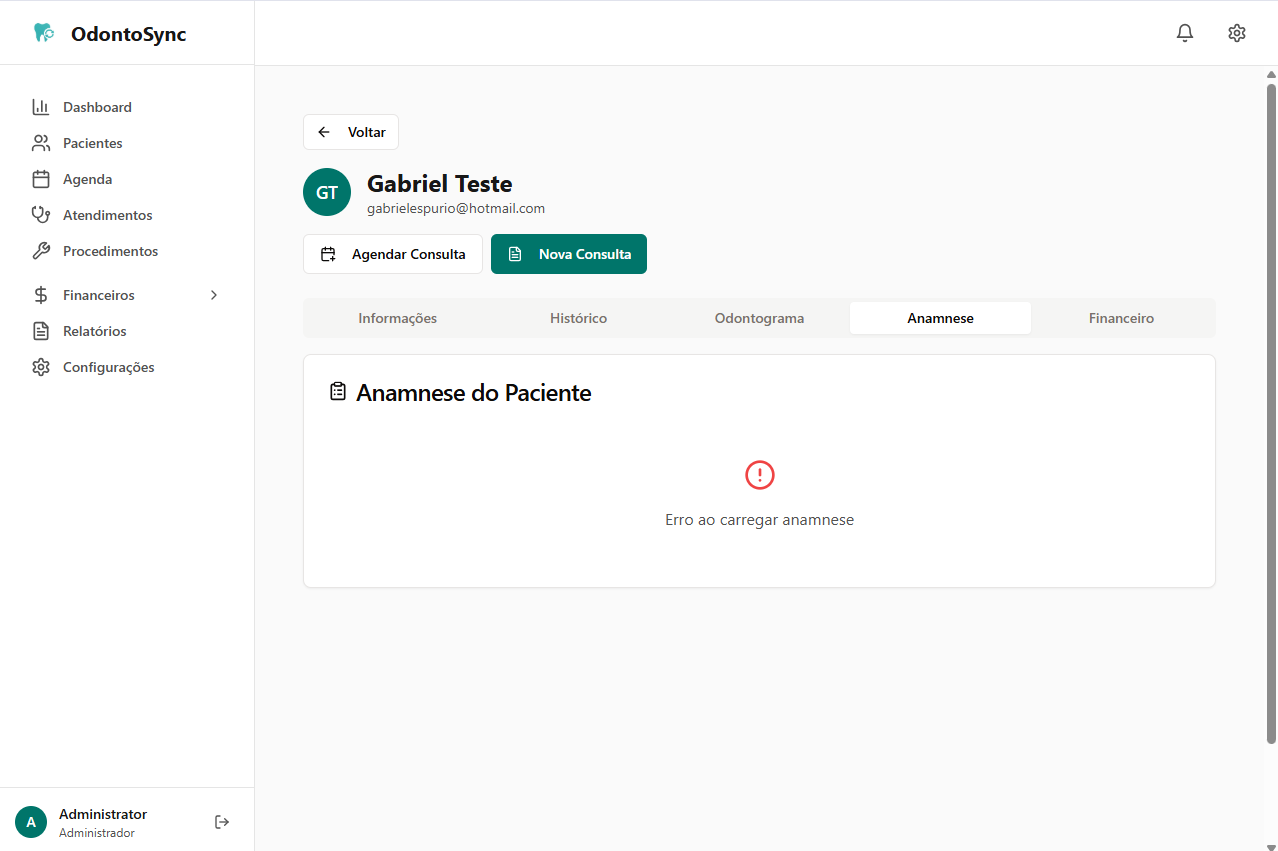 OdontoSync
Dashboard
Pacientes
Agenda
Atendimentos
Procedimentos
Financeiros
Relatórios
Configurações
Administrator
A
Administrador
Voltar
GT
Gabriel Teste
gabrielespurio@hotmail.com
Agendar Consulta
Nova Consulta
Informações
Histórico
Odontograma
Anamnese
Financeiro
Anamnese do Paciente
Erro ao carregar anamnese